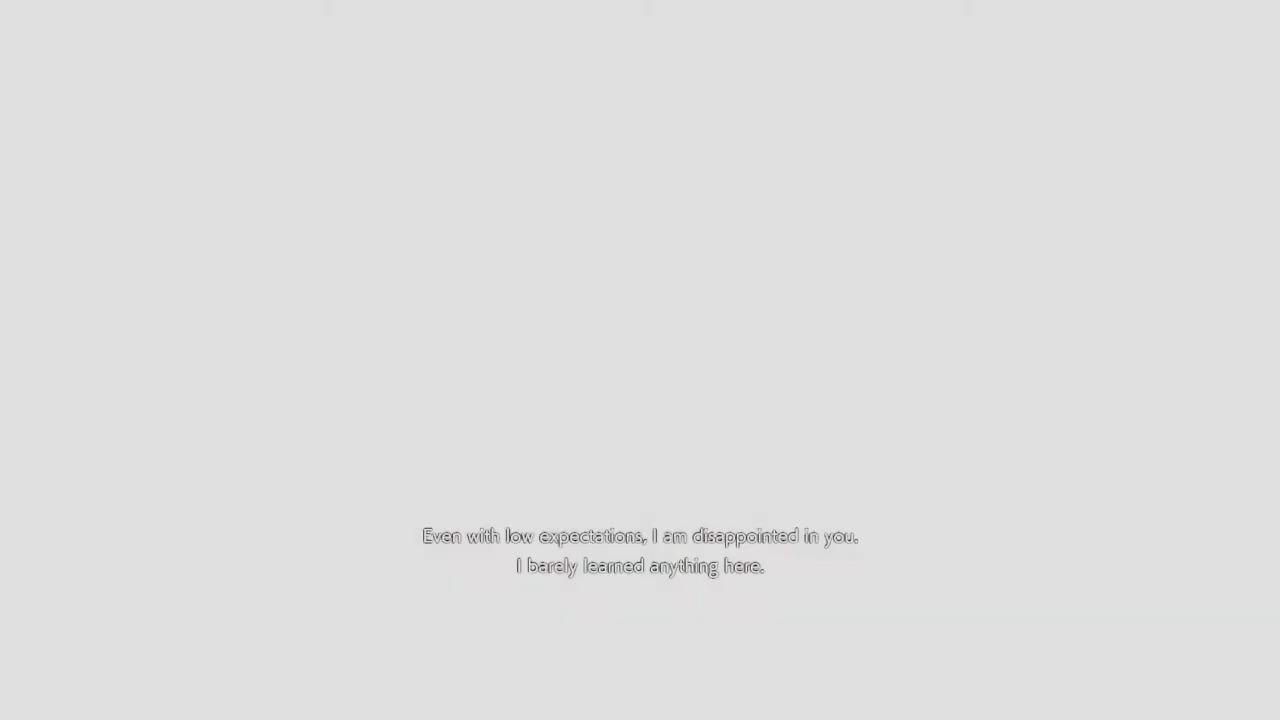 Even with low expectations, I am disappointed in you.
I barely learned anything here.